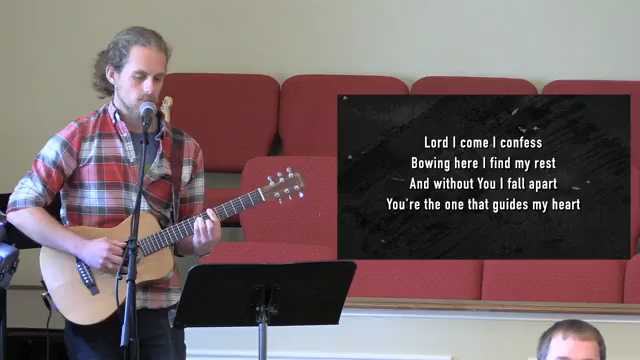 Lord I come I confess
Bowing here I find my rest
And without You I fall apart
You're the one that guides my heart